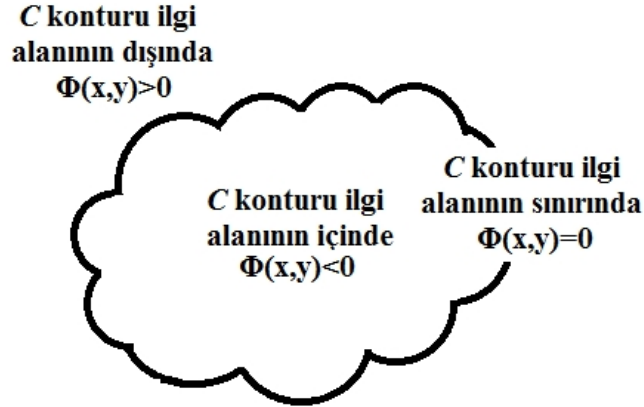 C konturu ilgi
alanının dışında
Φ(x,y)>0
C konturu ilgi
alanının içinde
Φ(x,y)<0
C konturu ilgi
alanının sınırında
Φ(x,y)=0